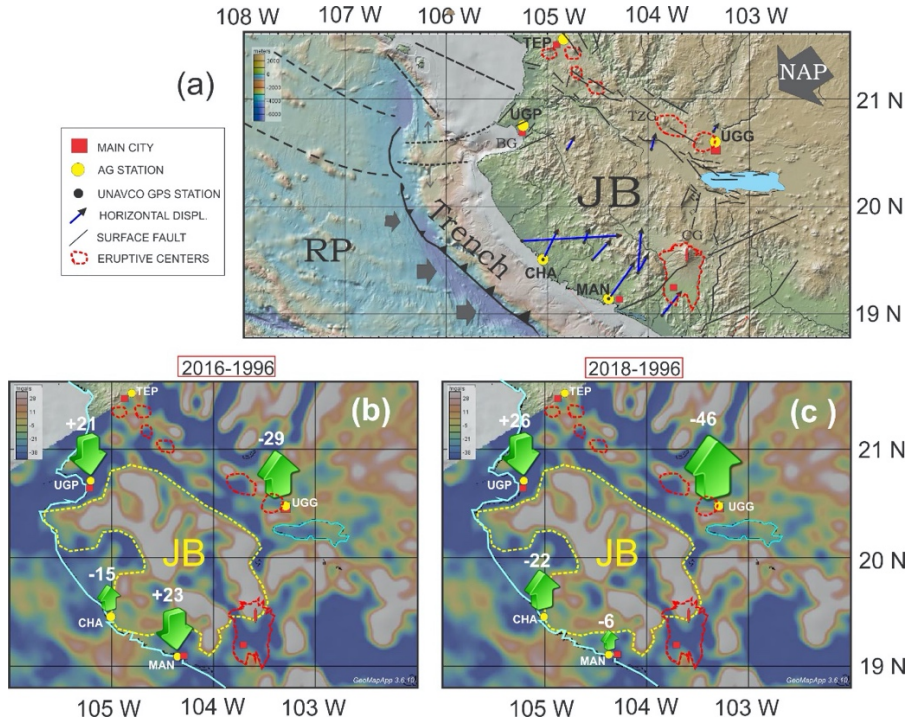 108 W 107 W 106 W 105 W 104 W 103 W
(a)
meters
TEP
NAP
21 N
UGP
BG
TZG
UGG
MAIN CITY
AG STATION
UNAVCO GPS STATION
HORIZONTAL DISPL.
SURFACE FAULT
ERUPTIVE CENTERS
JB
20 N
RP
Trench
CHA
CG
MAN
19 N
2016-1996
2018-1996
(b)
TEP
+21
-29
UGP
UGG
JB
-15
+23
CHA
MAN
GeoMapApp 3.6.10
105 W 104 W 103 W
(c)
TEP
+26
-46
21 N
UGP
UGG
JB
20 N
-22
-6
CHA
MAN
19 N
GeoMapApp 3.6.10
105 W 104 W 103 W